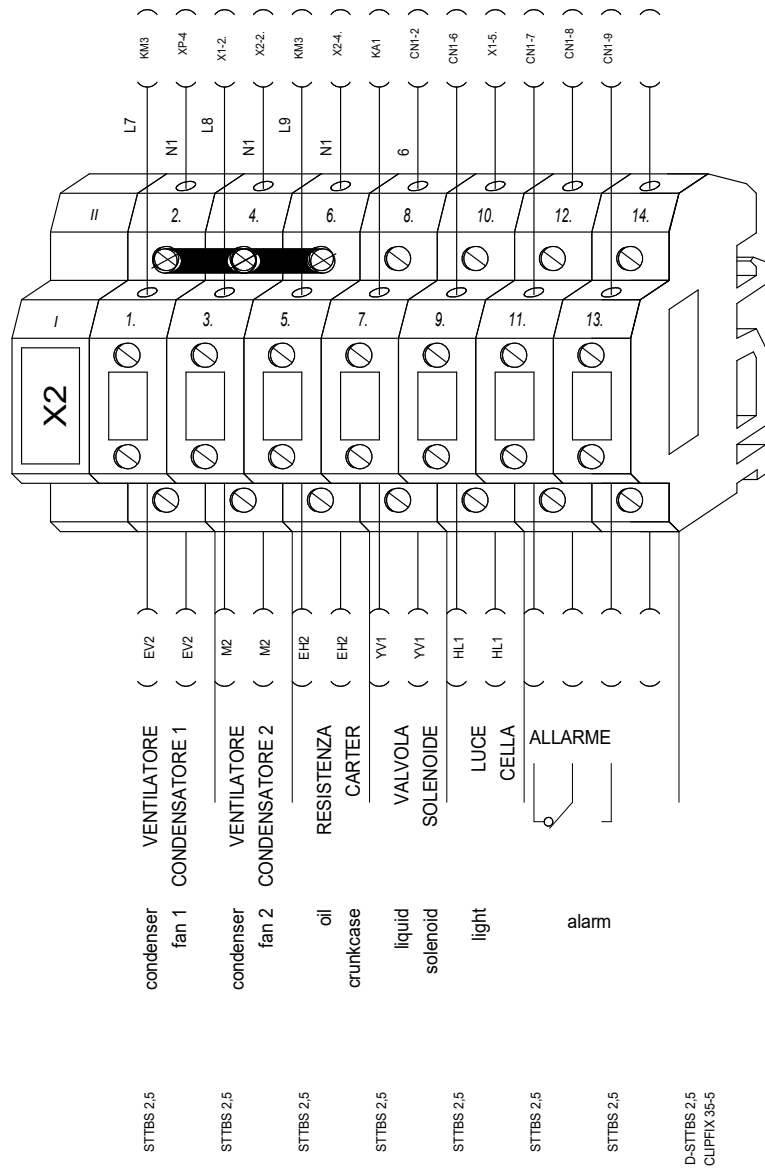 KM3
XP-4
X1-2.
X2-2.
KM3
X2-4.
KA1
CN1-2
CN1-6
X1-5.
CN1-7
CN1-8
CN1-9
L7
N1
L8
N1
L9
N1
6
II
2.
4.
6.
8.
10.
12.
14.
I
1.
3.
5.
7.
9.
11.
13.
X2
EV2
EV2
M2
M2
EH2
EH2
YV1
YV1
HL1
HL1
VENTILATORE
CONDENSATORE 1
VENTILATORE
CONDENSATORE 2
RESISTENZA
CARTER
VALVOLA
SOLENOIDE
LUCE
CELLA
ALLARME
condenser
fan 1
condenser
fan 2
oil
crunkcase
liquid
solenoid
light
alarm
STTBS 2,5
STTBS 2,5
STTBS 2,5
STTBS 2,5
STTBS 2,5
STTBS 2,5
STTBS 2,5
D-STTBS 2,5
CLIPFIX 35-5